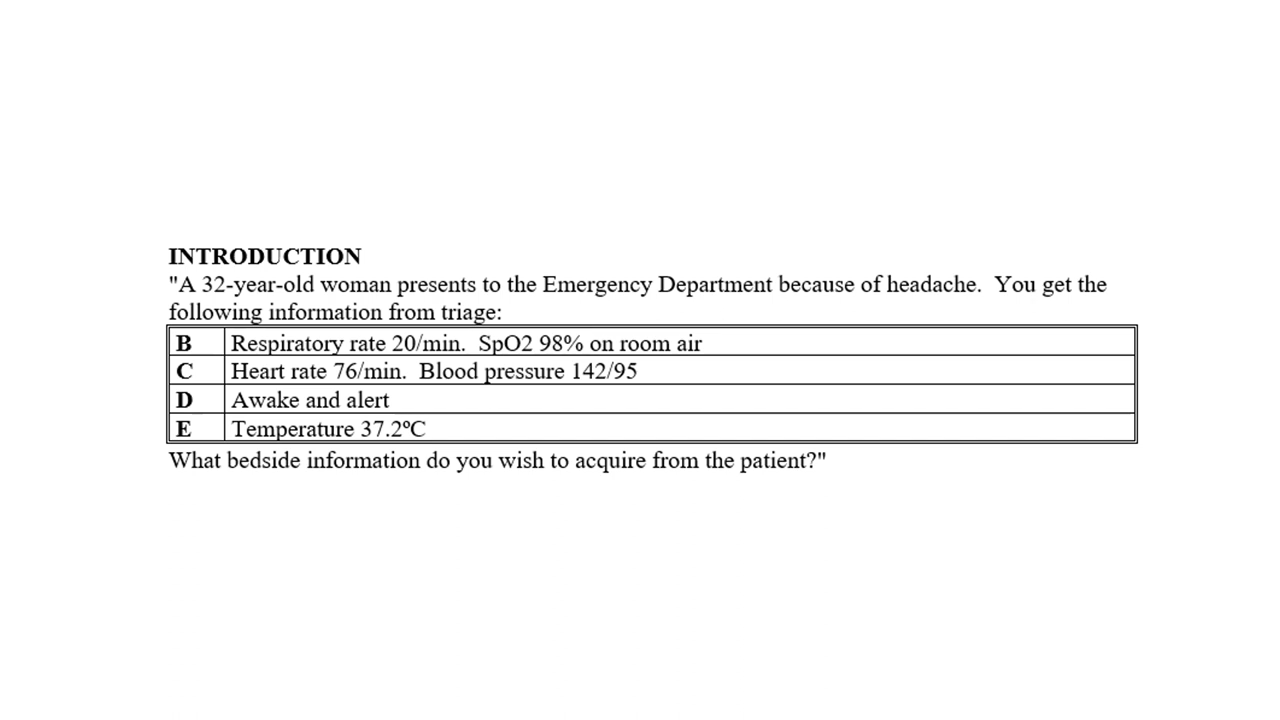 INTRODUCTION
"A 32-year-old woman presents to the Emergency Department because of headache.  You get the
following information from triage:
B Respiratory rate 20/min.  SpO2 98% on room air
C Heart rate 76/min.  Blood pressure 142/95
D Awake and alert
E Temperature 37.2ºC
What bedside information do you wish to acquire from the patient?"